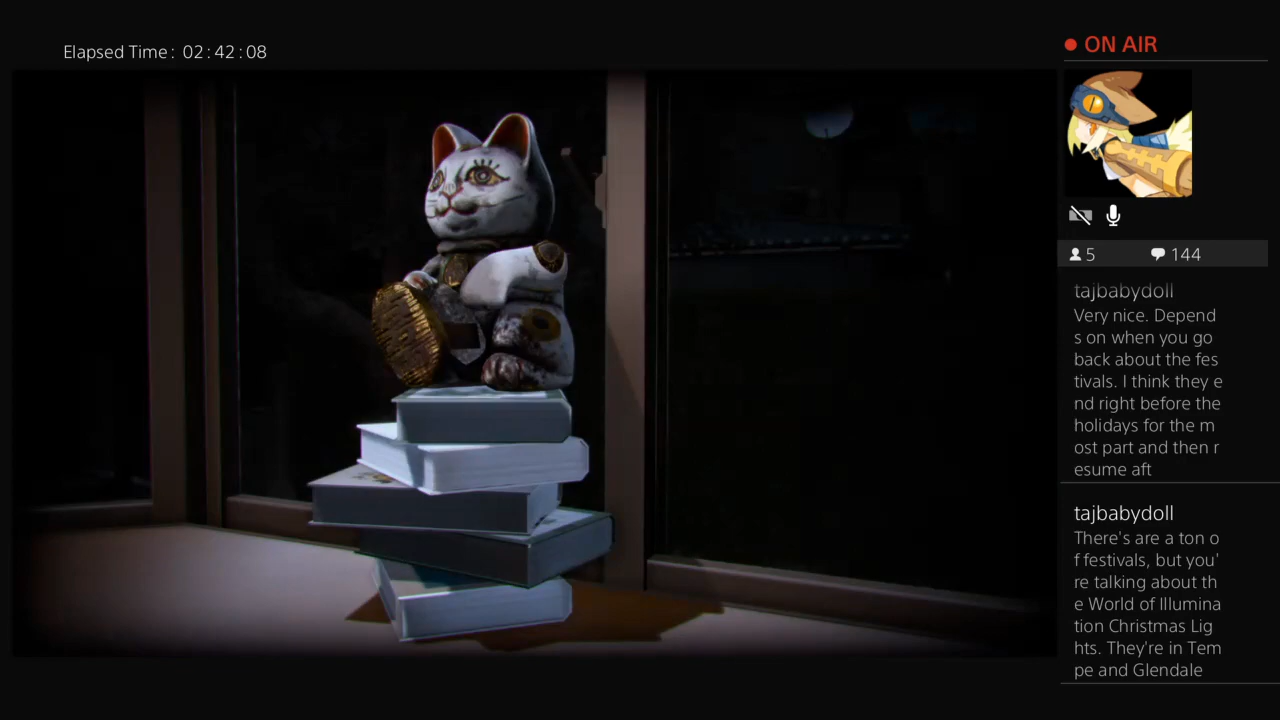 Elapsed Time: 02:42:08
ON AIR
5 144
tajbabydoll
Very nice. Depend
s on when you go
back about the fes
tivals. I think they e
nd right before the
holidays for the m
ost part and then r
esume aft
tajbabydoll
There's are a ton o
f festivals, but you'
re talking about th
e World of Illumina
tion Christmas Lig
hts. They're in Tem
pe and Glendale